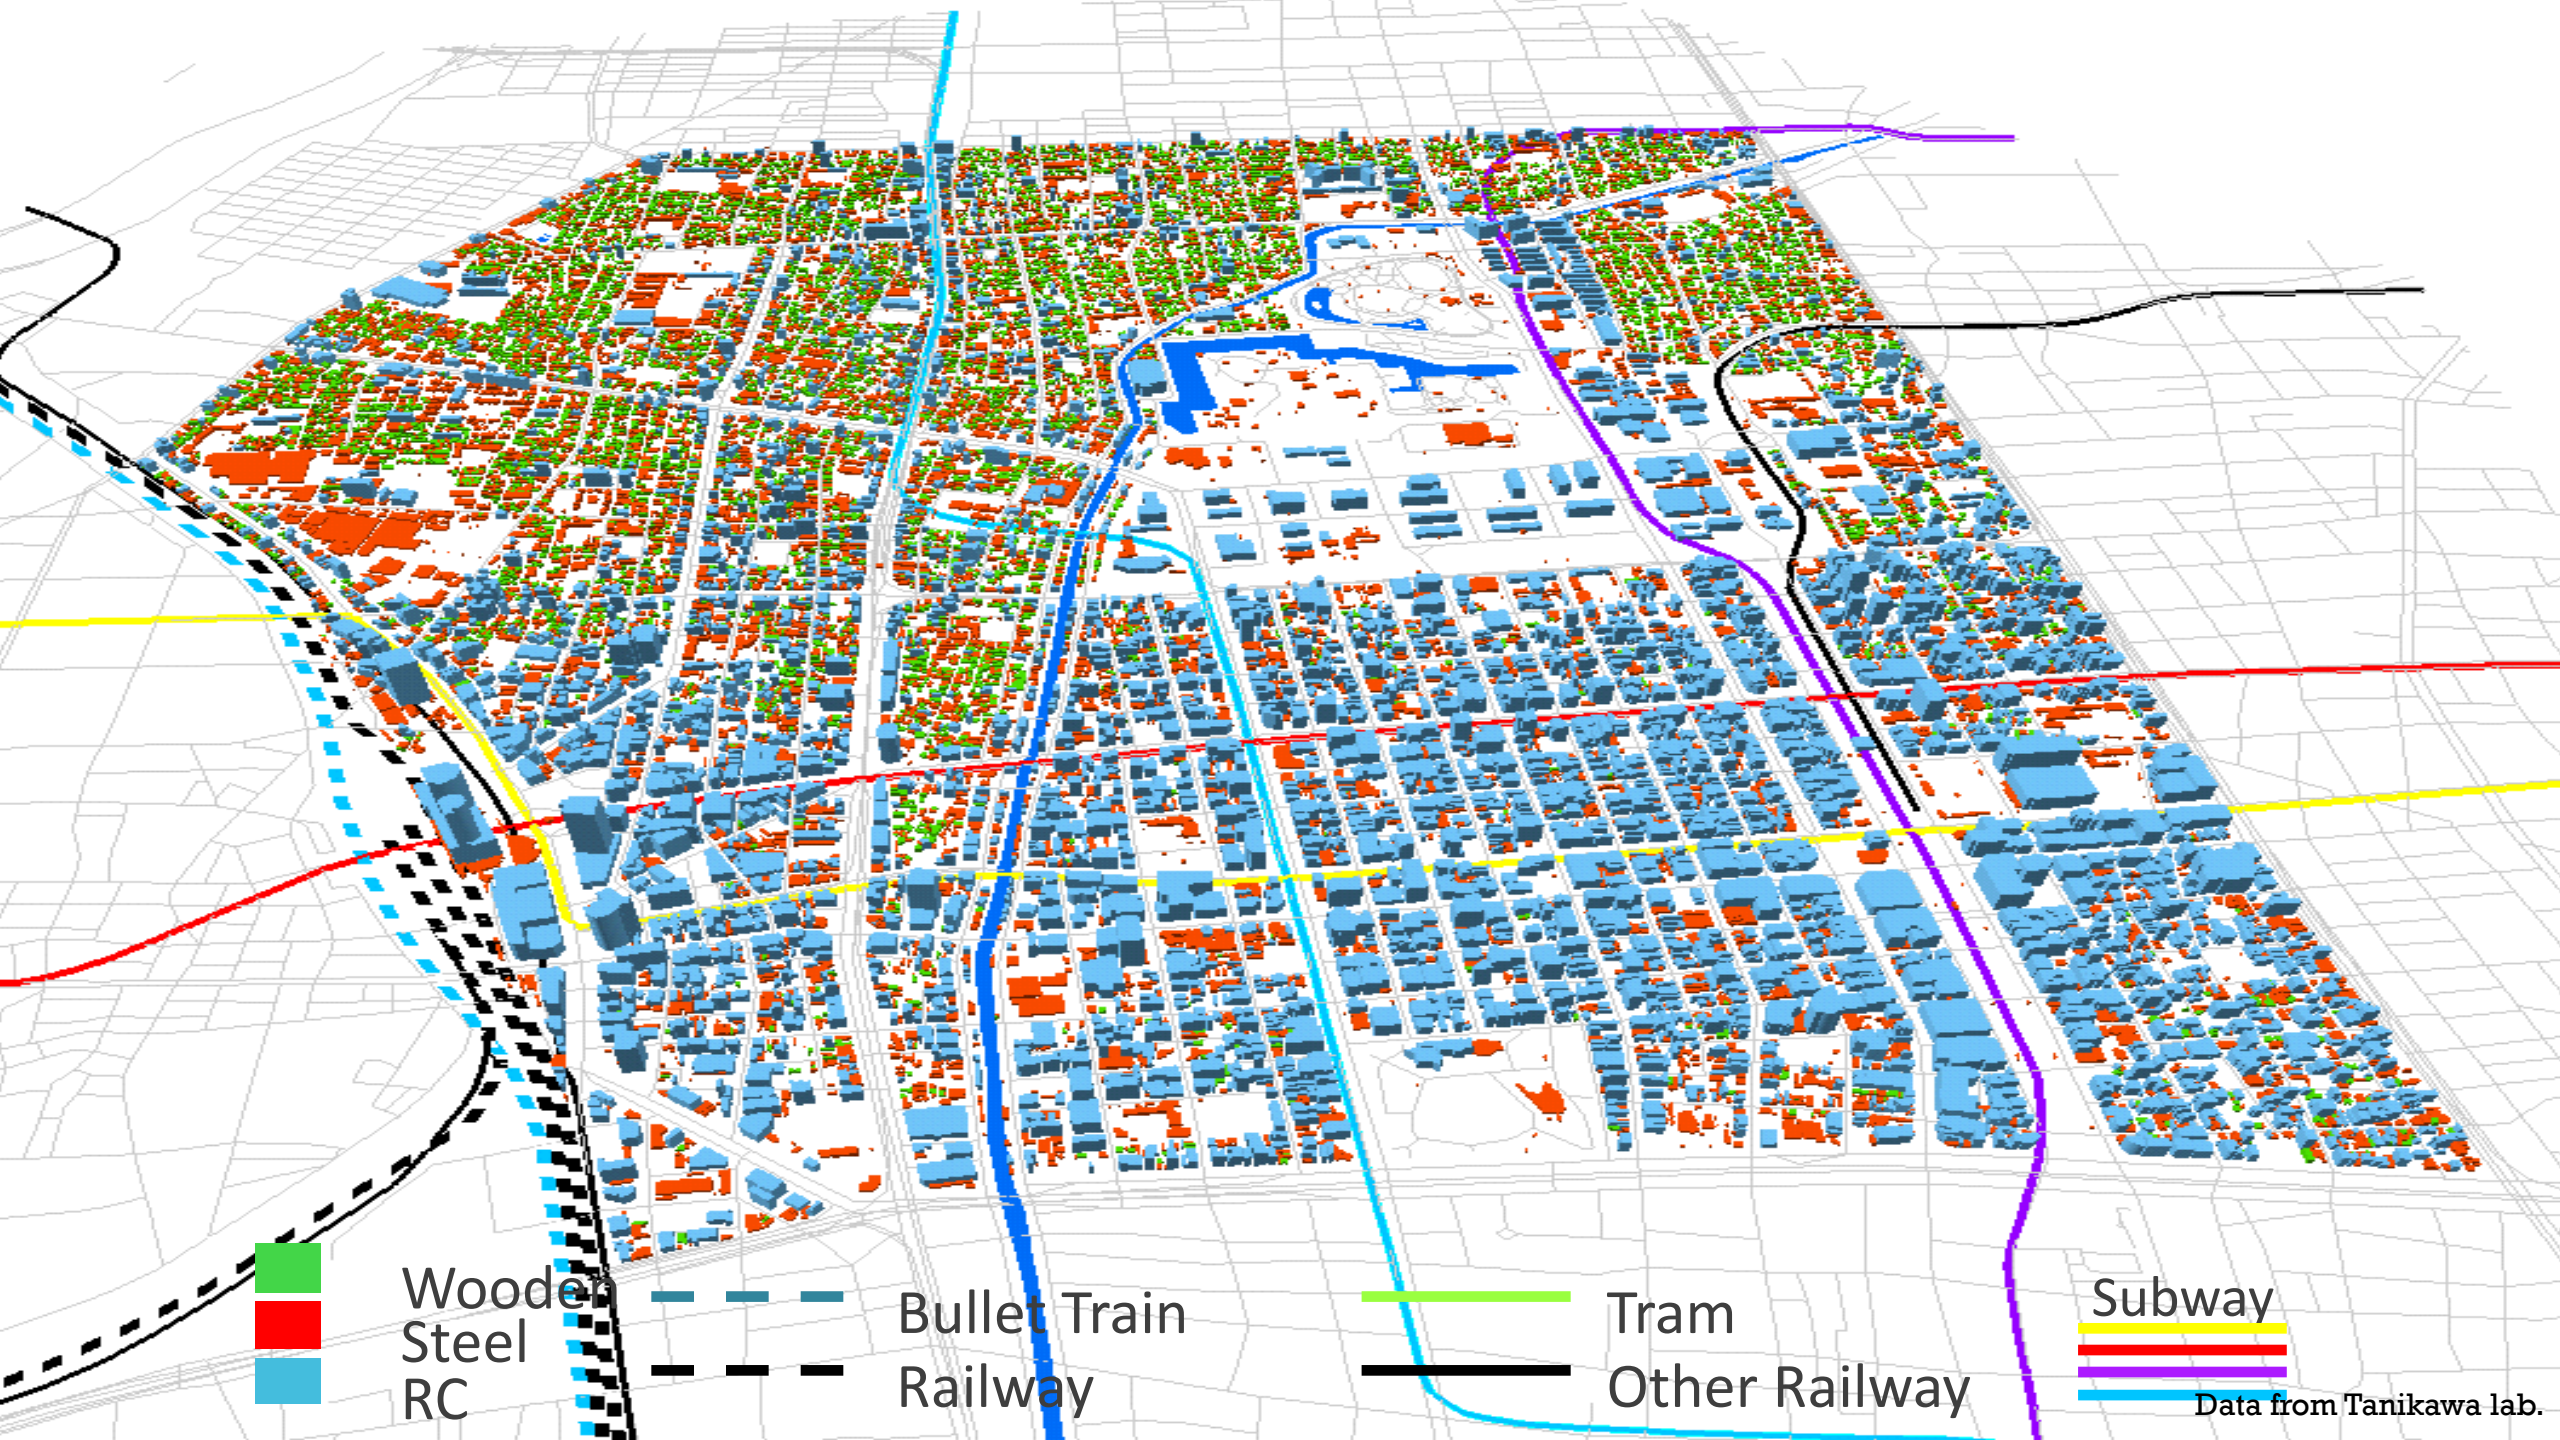 Wooden
Steel
RC
Bullet Train
Railway
Tram
Other Railway
Subway
Data from Tanikawa lab.